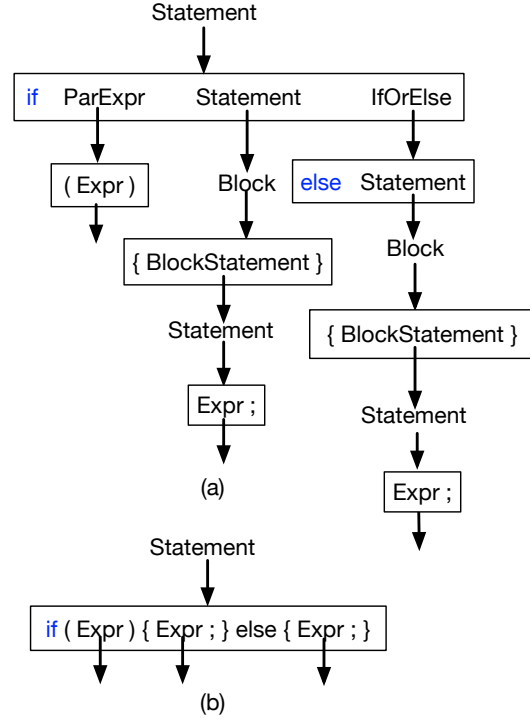 Statement
if ParExpr Statement IfOrElse
( Expr ) Block else Statement
{ BlockStatement } Block
Statement { BlockStatement }
Expr ; Statement
(a) Expr ;
Statement
if ( Expr ) { Expr ; } else { Expr ; }
(b)